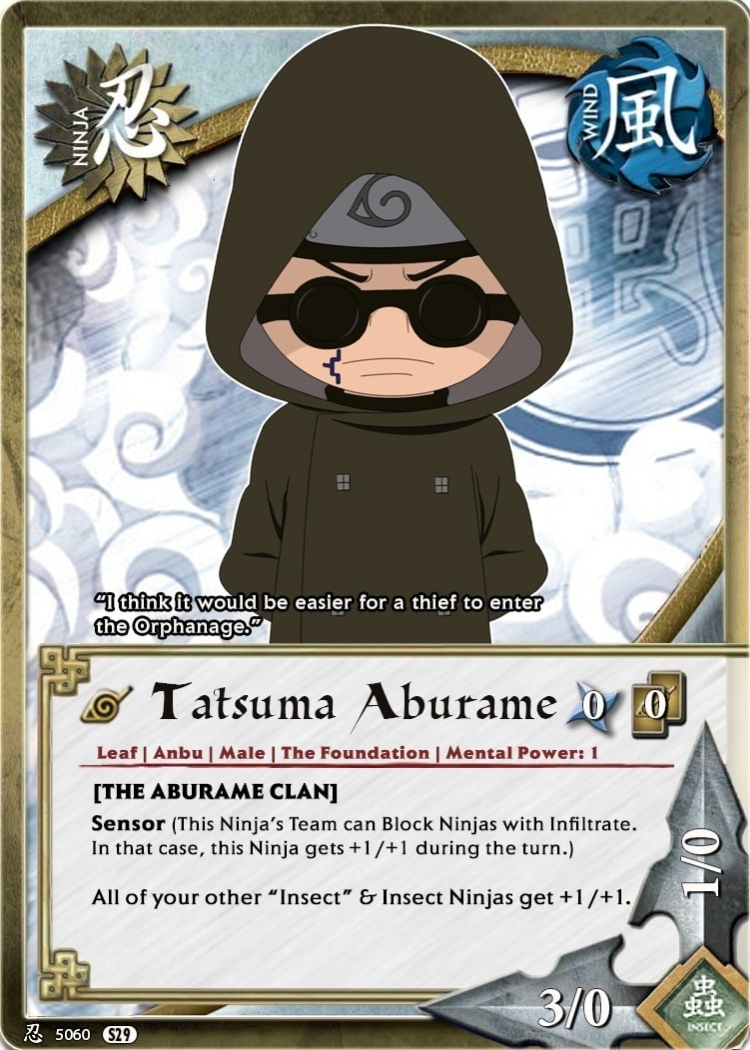 NINJA 忍
WIND 風
“I think it would be easier for a thief to enter
the Orphanage.”
Tatsuma Aburame 0 0
Leaf | Anbu | Male | The Foundation | Mental Power: 1
[THE ABURAME CLAN]
Sensor (This Ninja's Team can Block Ninjas with Infiltrate.
In that case, this Ninja gets +1/+1 during the turn.)
All of your other “Insect” & Insect Ninjas get +1/+1.
1/0
3/0
蟲
INSECT
忍 5060 S29